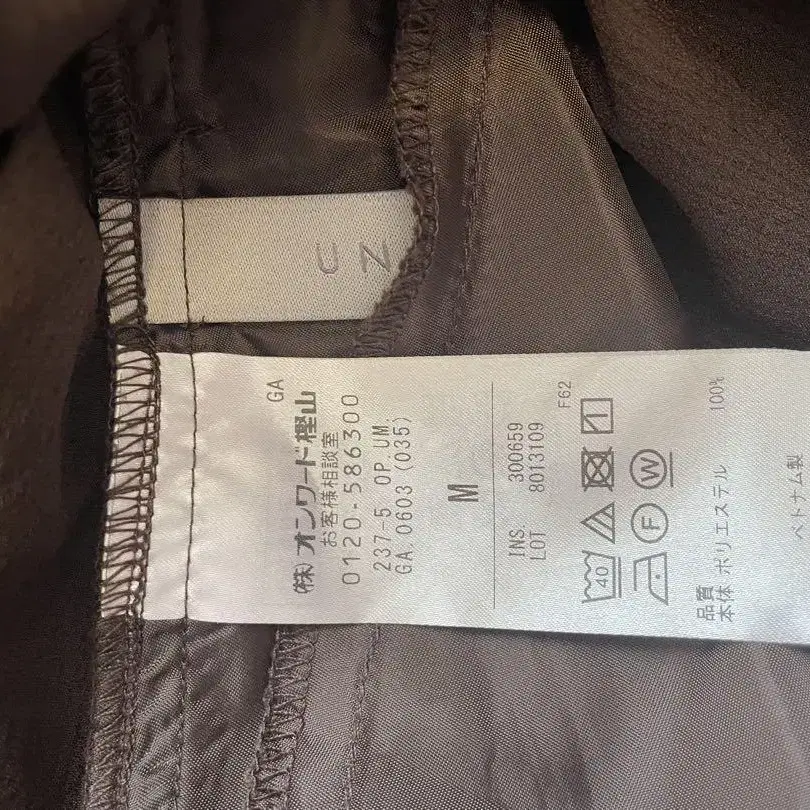 GA
(株)オンワード樫山
お客様相談室
0120-586300
237-5 OP.UM.
GA.0603 (035)
M
INS. 300659
LOT 8013109
F62
40
F W
品質
本体 ポリエステル 100%
ベトナム製